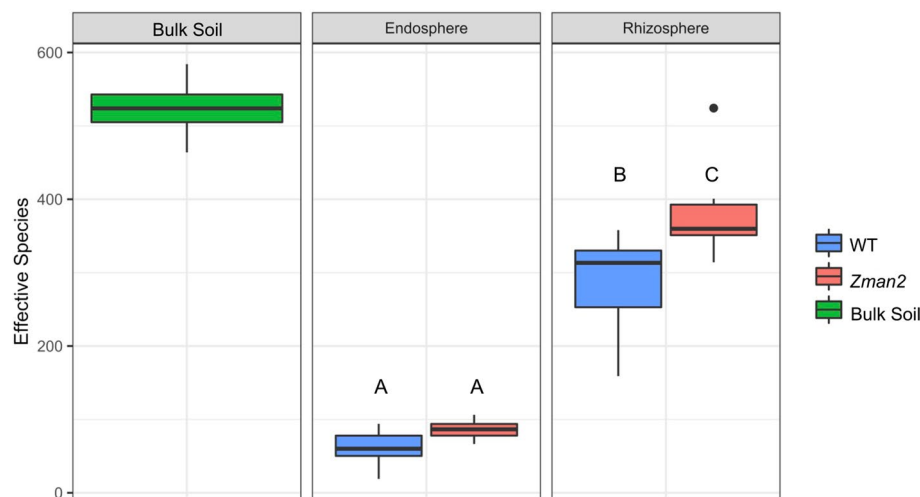 Bulk Soil
Endosphere
Rhizosphere
Effective Species
600
400
200
0
A
A
B
C
WT
Zman2
Bulk Soil